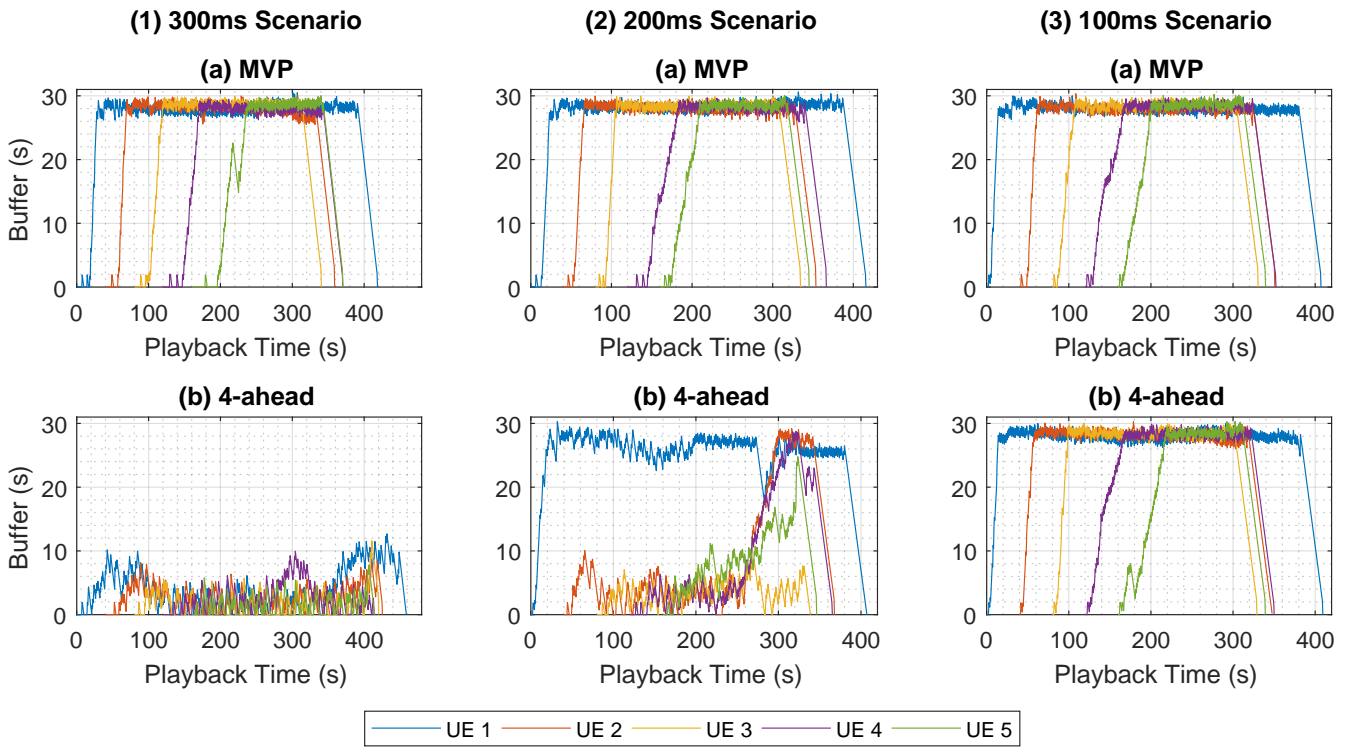 (1) 300ms Scenario (2) 200ms Scenario (3) 100ms Scenario
(a) MVP (a) MVP (a) MVP
30 30 30
20 20 20
10 10 10
0 0 0
Buffer (s)
0 100 200 300 400 0 100 200 300 400 0 100 200 300 400
Playback Time (s) Playback Time (s) Playback Time (s)
(b) 4-ahead (b) 4-ahead (b) 4-ahead
30 30 30
20 20 20
10 10 10
0 0 0
Buffer (s)
0 100 200 300 400 0 100 200 300 400 0 100 200 300 400
Playback Time (s) Playback Time (s) Playback Time (s)
UE 1 UE 2 UE 3 UE 4 UE 5